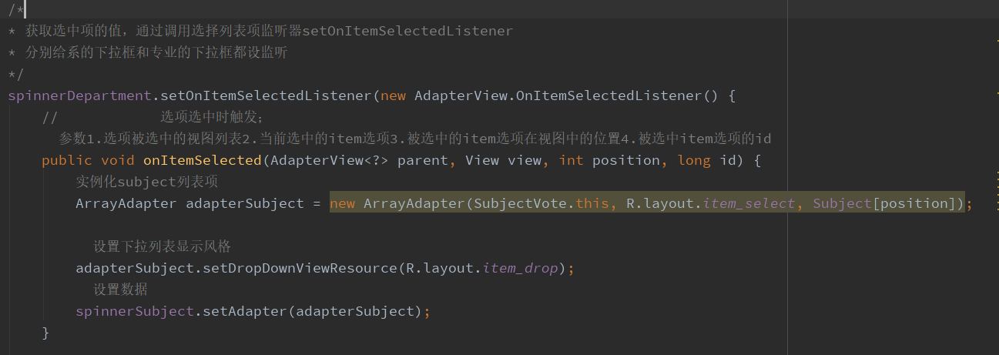 /*
* 获取选中项的值，通过调用选择列表项监听器setOnItemSelectedListener
* 分别给系的下拉框和专业的下拉框都设监听
*/
spinnerDepartment.setOnItemSelectedListener(new AdapterView.OnItemSelectedListener() {
//            选项选中时触发；
参数1.选项被选中的视图列表2.当前选中的item选项3.被选中的item选项在视图中的位置4.被选中item选项的id
public void onItemSelected(AdapterView<?> parent, View view, int position, long id) {
实例化subject列表项
ArrayAdapter adapterSubject = new ArrayAdapter(SubjectVote.this, R.layout.item_select, Subject[position]);
设置下拉列表显示风格
adapterSubject.setDropDownViewResource(R.layout.item_drop);
设置数据
spinnerSubject.setAdapter(adapterSubject);
}